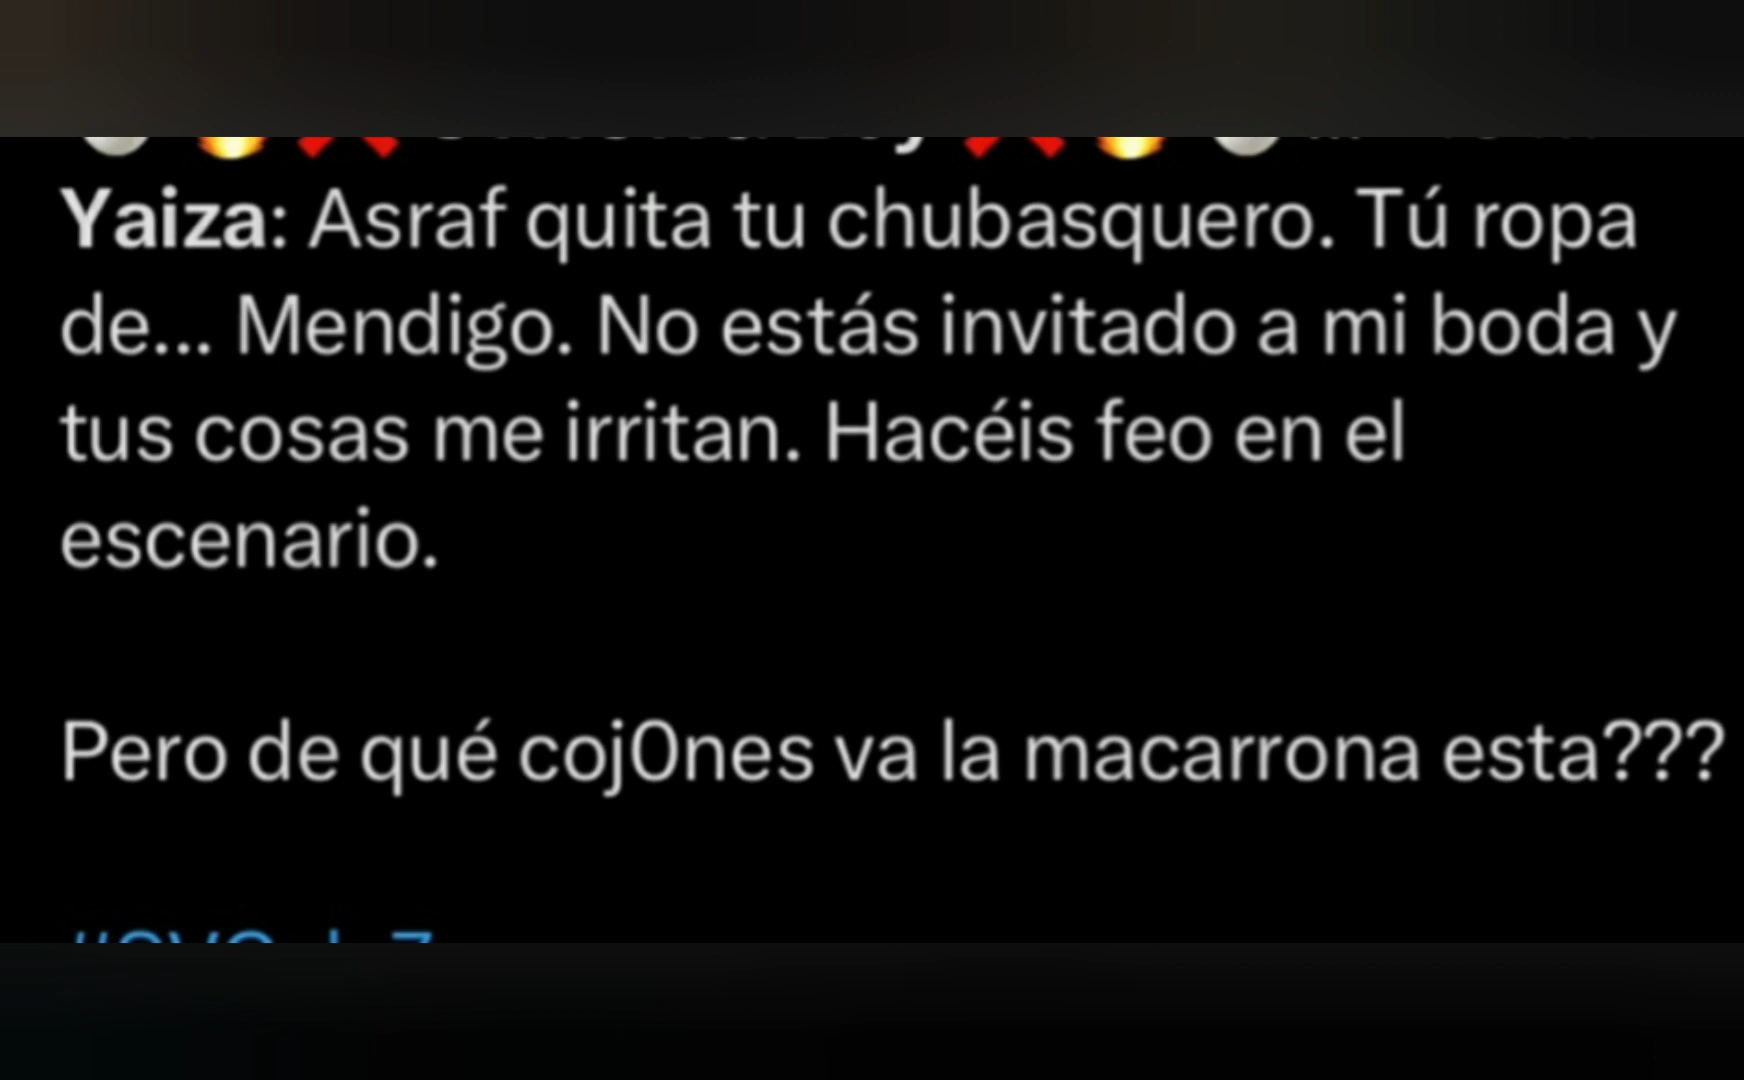 Yaiza: Asraf quita tu chubasquero. Tú ropa
de... Mendigo. No estás invitado a mi boda y
tus cosas me irritan. Hacéis feo en el
escenario.
Pero de qué coj0nes va la macarrona esta???